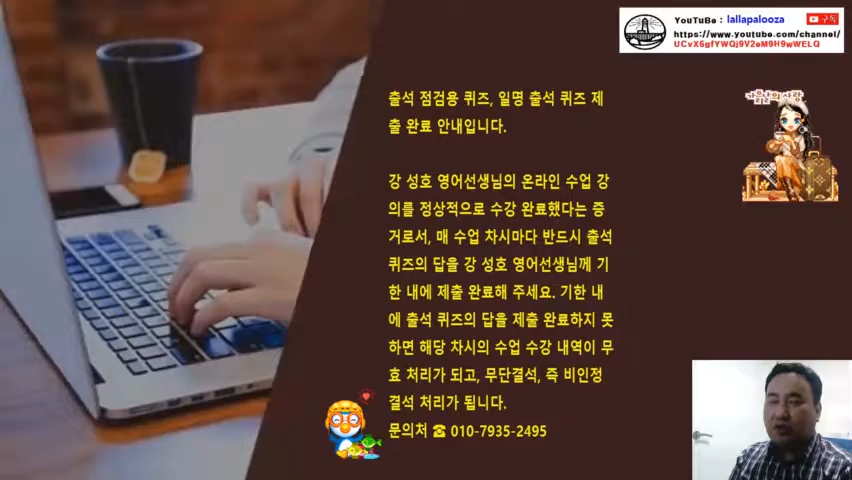 YouTuBe : lallapalooza
구독
https://www.youtube.com/channel/
UCvX6gfYWQj9V2eM9H9wWELQ
가을날의 사랑
출석 점검용 퀴즈, 일명 출석 퀴즈 제
출 완료 안내입니다.
강 성호 영어선생님의 온라인 수업 강
의를 정상적으로 수강 완료했다는 증
거로서, 매 수업 차시마다 반드시 출석
퀴즈의 답을 강 성호 영어선생님께 기
한 내에 제출 완료해 주세요. 기한 내
에 출석 퀴즈의 답을 제출 완료하지 못
하면 해당 차시의 수업 수강 내역이 무
효 처리가 되고, 무단결석, 즉 비인정
결석 처리가 됩니다.
문의처 ☎ 010-7935-2495